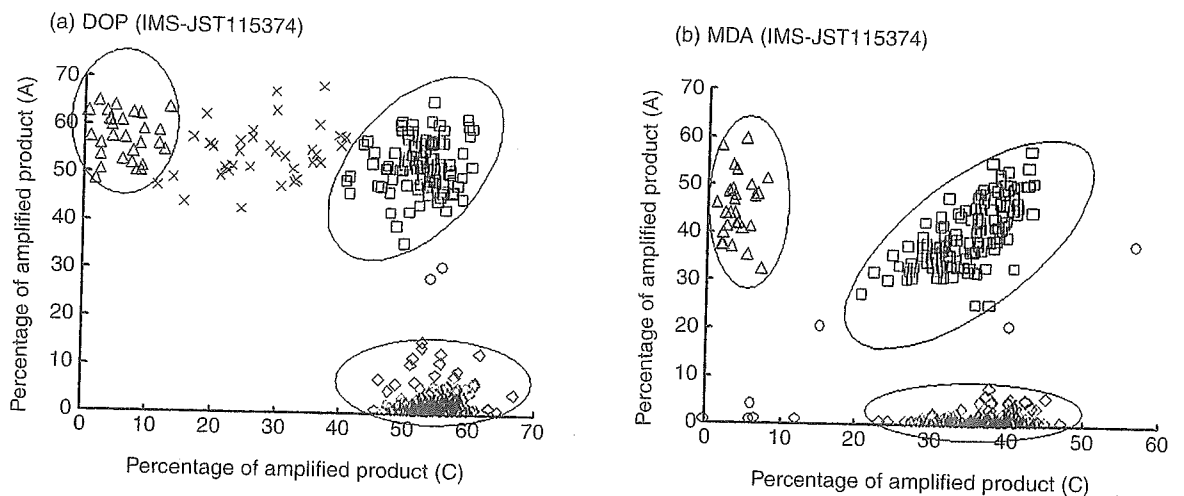 (a) DOP (IMS-JST115374)
Percentage of amplified product (A)
70
60
50
40
30
20
10
0
0 10 20 30 40 50 60 70
Percentage of amplified product (C)
(b) MDA (IMS-JST115374)
Percentage of amplified product (A)
70
60
50
40
30
20
10
0
0 10 20 30 40 50 60
Percentage of amplified product (C)